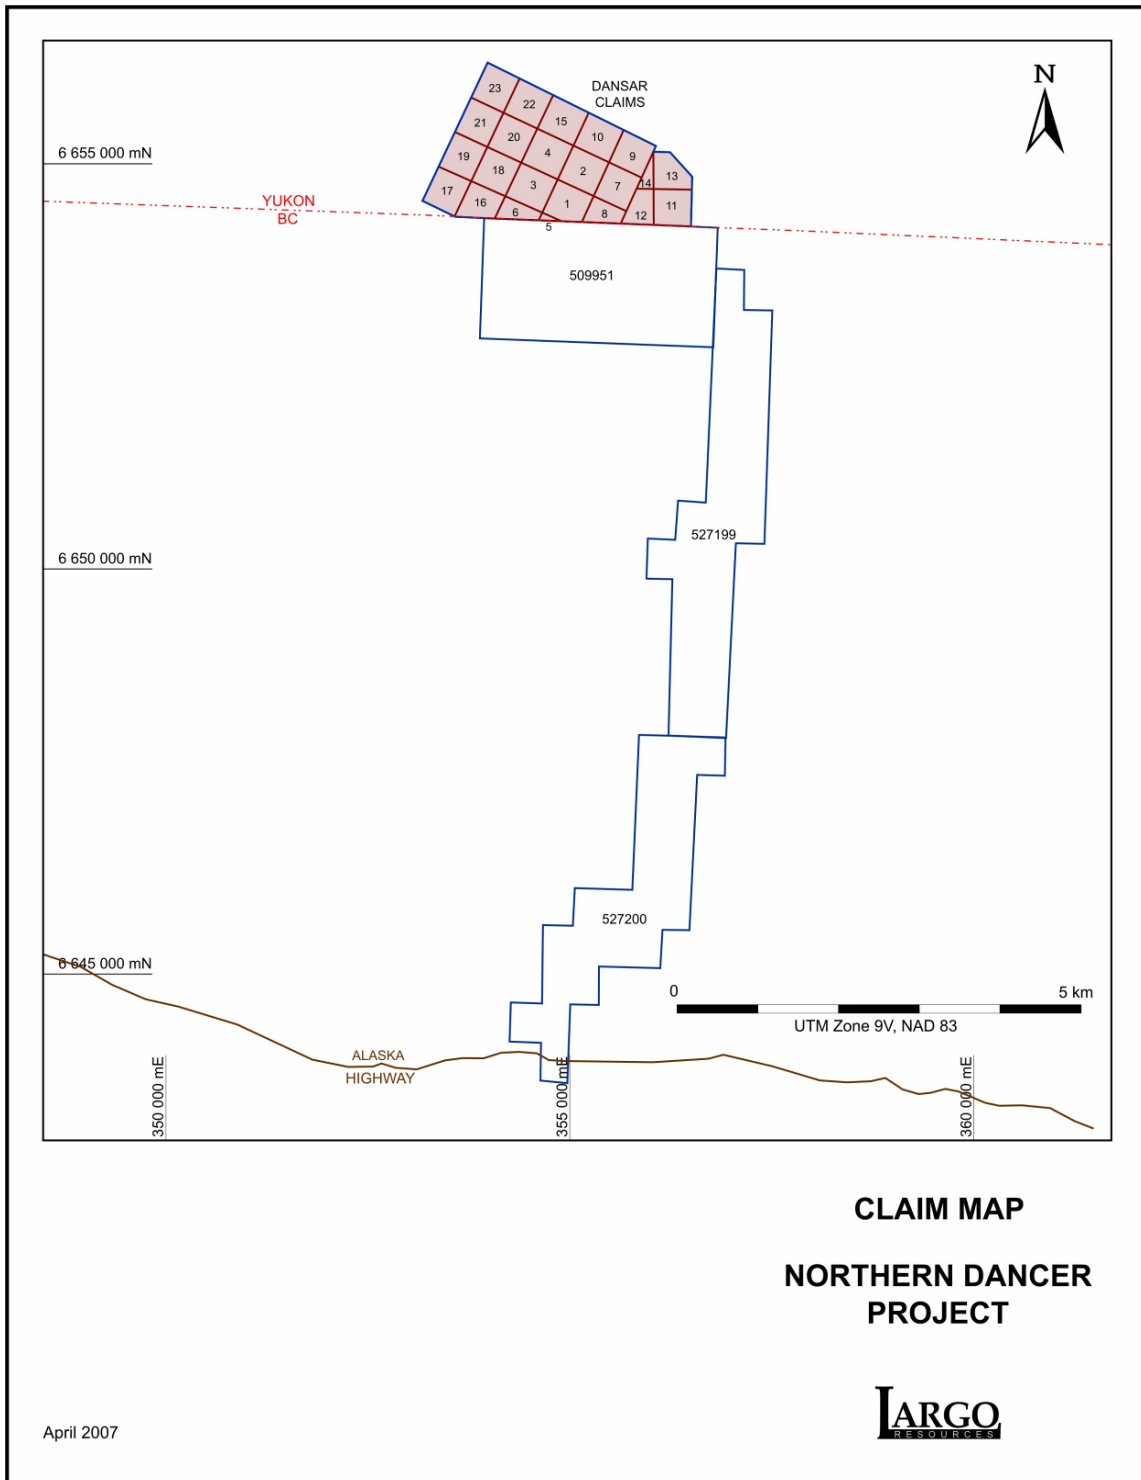 N
DANSAR
CLAIMS
23
22
15
10
9
21
20
4
2
7
14
13
19
18
3
1
8
12
11
17
16
6
5
6 655 000 mN
YUKON
BC
509951
6 650 000 mN
527199
527200
6 645 000 mN
0
5 km
UTM Zone 9V, NAD 83
ALASKA
HIGHWAY
350 000 mE
355 000 mE
360 000 mE
CLAIM MAP
NORTHERN DANCER
PROJECT
LARGO
RESOURCES
April 2007